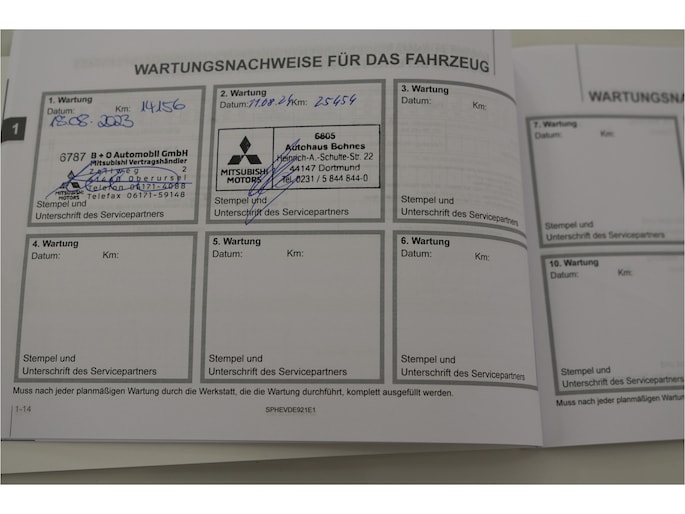 WARTUNGSNACHWEISE FÜR DAS FAHRZEUG
1
1. Wartung
Datum: Km: 14156
18.08.2023
6787 B + O Automobil GmbH
Mitsubishi Vertragshändler
Zeilweg 2
61440 Oberursel
Telefon 06171-4088
Telefax 06171-59148
MITSUBISHI
MOTORS
Stempel und
Unterschrift des Servicepartners
2. Wartung
Datum: 11.08.24 Km: 25454
6805
Autohaus Bohnes
Heinrich-A.-Schulte-Str. 22
44147 Dortmund
Tel. 0231 / 5 844 844-0
MITSUBISHI
MOTORS
Stempel und
Unterschrift des Servicepartners
3. Wartung
Datum: Km:
Stempel und
Unterschrift des Servicepartners
4. Wartung
Datum: Km:
Stempel und
Unterschrift des Servicepartners
5. Wartung
Datum: Km:
Stempel und
Unterschrift des Servicepartners
6. Wartung
Datum: Km:
Stempel und
Unterschrift des Servicepartners
Muss nach jeder planmäßigen Wartung durch die Werkstatt, die die Wartung durchführt, komplett ausgefüllt werden.
1-14
SPHEVDE921E1
WARTUNGSNA
7. Wartung
Datum: Km:
Stempel und
Unterschrift des Servicepartners
10. Wartung
Datum: Km:
Stempel und
Unterschrift des Servicepartners
Muss nach jeder planmäßigen Wartun